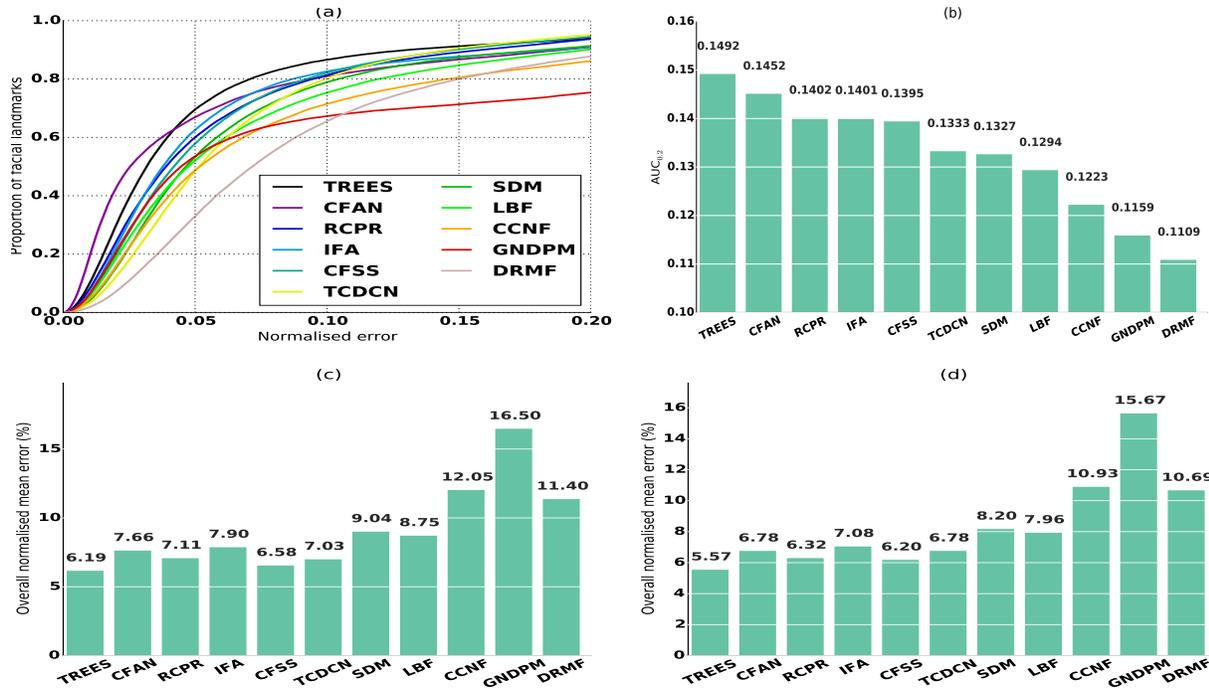 (a)
1.0
0.8
0.6
0.4
0.2
0.0
0.00 0.05 0.10 0.15 0.20
Proportion of facial landmarks
Normalised error
TREES
CFAN
RCPR
IFA
CFSS
TCDCN
SDM
LBF
CCNF
GNDPM
DRMF
(b)
0.16
0.15
0.14
0.13
0.12
0.11
0.10
AUC0.2
0.1492
0.1452
0.1402
0.1401
0.1395
0.1333
0.1327
0.1294
0.1223
0.1159
0.1109
TREES CFAN RCPR IFA CFSS TCDCN SDM LBF CCNF GNDPM DRMF
(c)
15
10
5
0
Overall normalised mean error (%)
6.19
7.66
7.11
7.90
6.58
7.03
9.04
8.75
12.05
16.50
11.40
TREES CFAN RCPR IFA CFSS TCDCN SDM LBF CCNF GNDPM DRMF
(d)
16
14
12
10
8
6
4
2
0
Overall normalised mean error (%)
5.57
6.78
6.32
7.08
6.20
6.78
8.20
7.96
10.93
15.67
10.69
TREES CFAN RCPR IFA CFSS TCDCN SDM LBF CCNF GNDPM DRMF